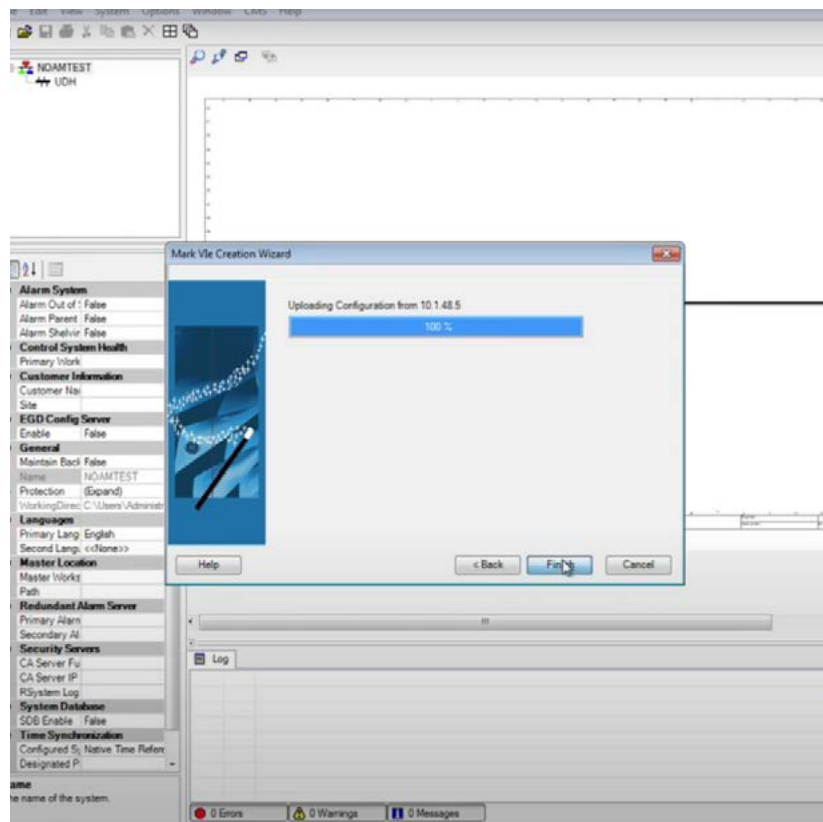 Edit View System Options Window CMS Help
NOAMTEST
UDH
Mark VIe Creation Wizard
Uploading Configuration from 10.1.48.5
100 %
Help
< Back
Finish
Cancel
Alarm System
Alarm Out of S False
Alarm Parent False
Alarm Shelvin False
Control System Health
Primary Work
Customer Information
Customer Na
Site
EGD Config Server
Enable False
General
Maintain Back False
Name NOAMTEST
Protection (Expand)
WorkingDirec C:\Users\Administr
Languages
Primary Lang English
Second Langu <<None>>
Master Location
Master Works
Path
Redundant Alarm Server
Primary Alarm
Secondary Al
Security Servers
CA Server Fu
CA Server IP
RSystem Log
System Database
SDB Enable False
Time Synchronization
Configured Sy Native Time Refere
Designated P
ame
he name of the system.
Log
0 Errors
0 Warnings
0 Messages